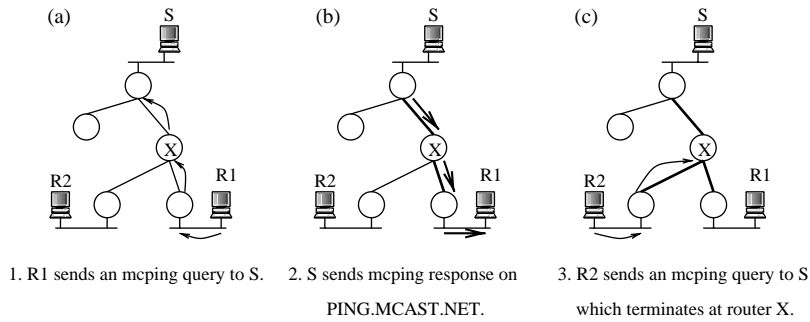 (a)
S
X
R2
R1
1. R1 sends an mcping query to S.
(b)
S
X
R2
R1
2. S sends mcping response on
PING.MCAST.NET.
(c)
S
X
R2
R1
3. R2 sends an mcping query to S
which terminates at router X.